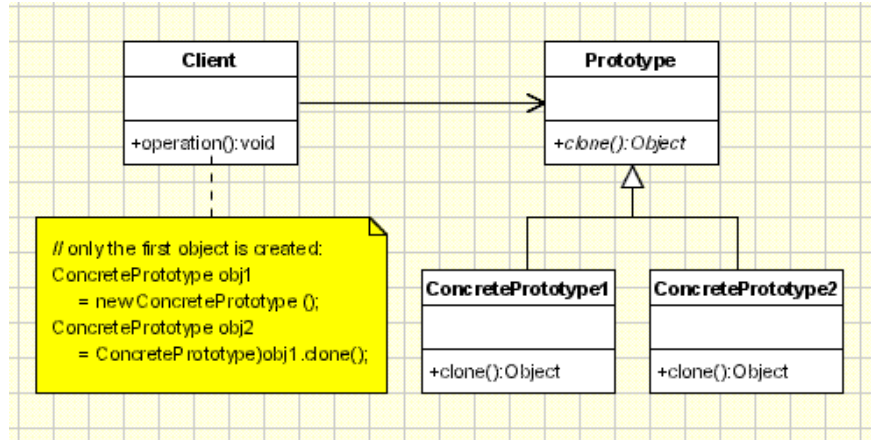 Client
+operation():void
Prototype
+clone():Object
// only the first object is created:
ConcretePrototype obj1
= new ConcretePrototype ();
ConcretePrototype obj2
= ConcretePrototype)obj1.clone();
ConcretePrototype1
+clone():Object
ConcretePrototype2
+clone():Object